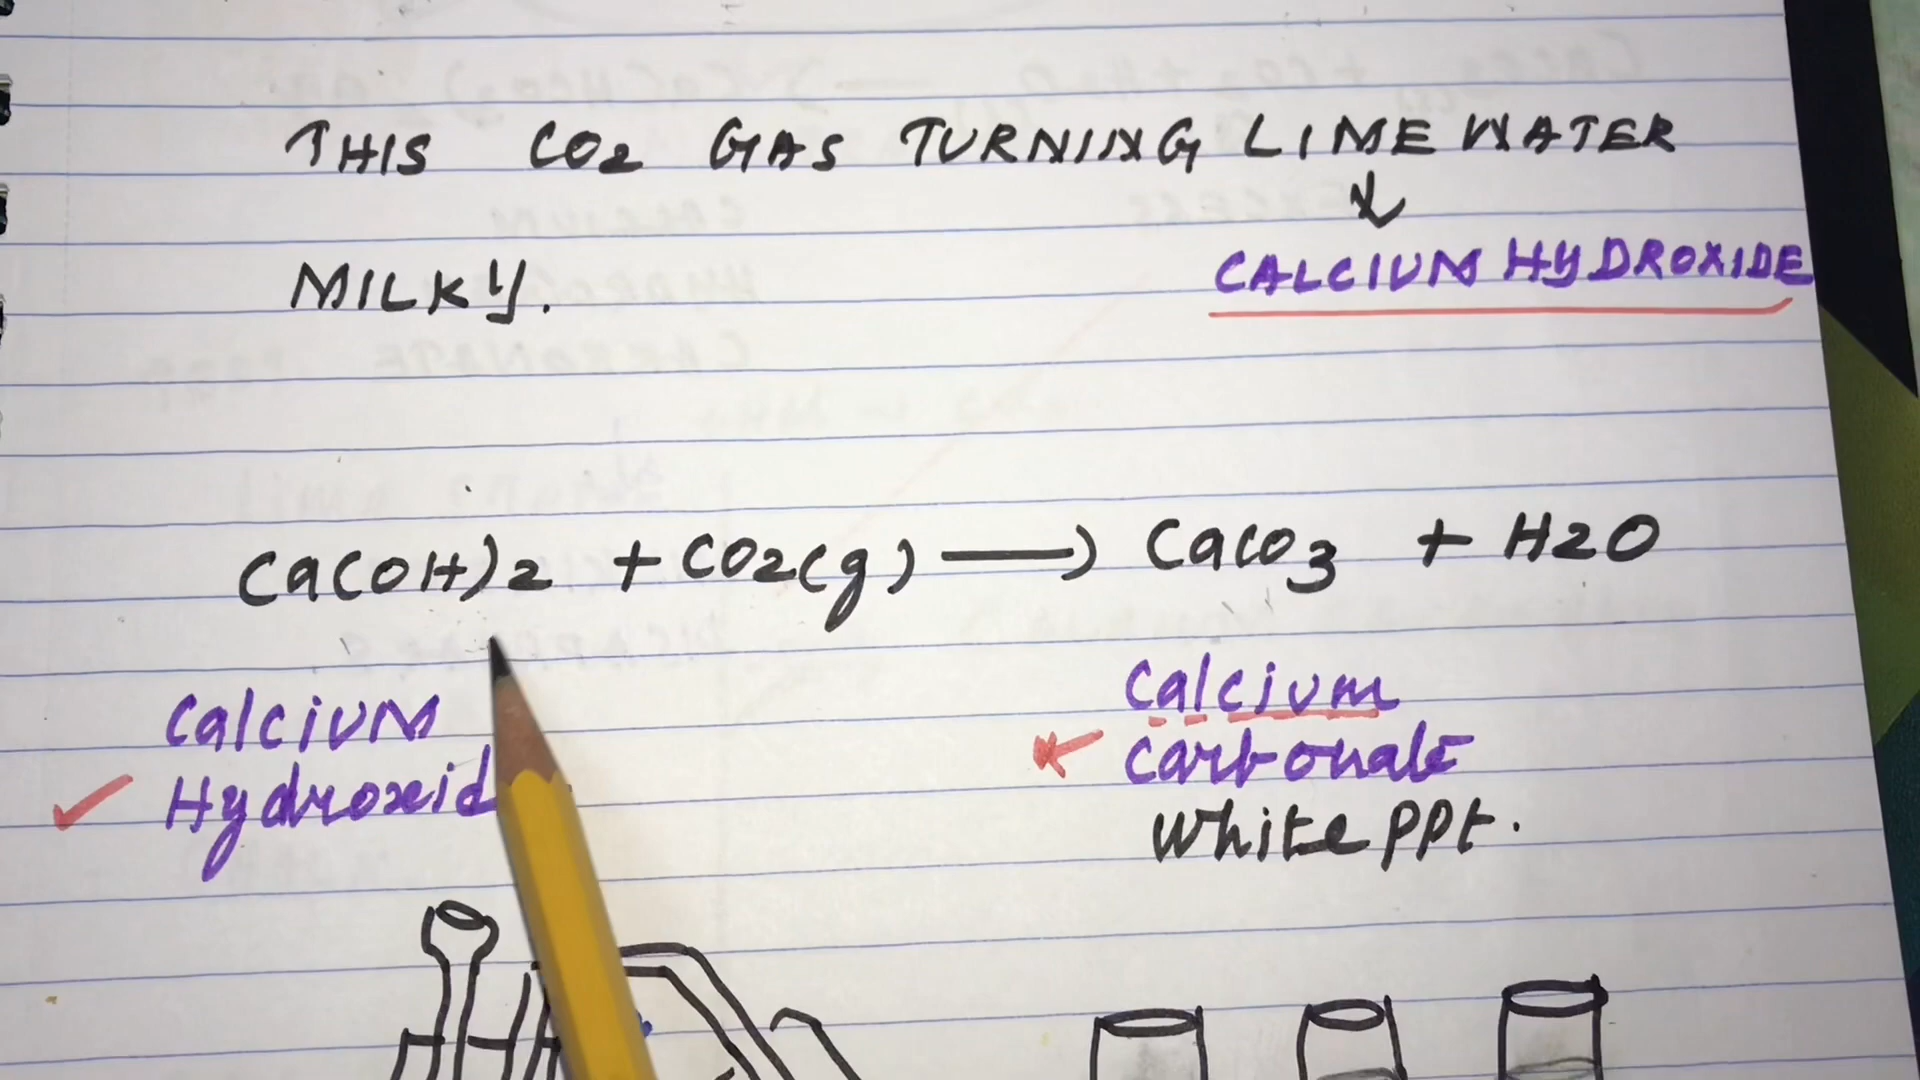 THIS CO2 GAS TURNING LIME WATER
CALCIUM HYDROXIDE
MILKY.
Ca(OH)2 + CO2(g) → CaCO3 + H2O
Calcium
Hydroxid
Calcium
Carbonate
White ppt.